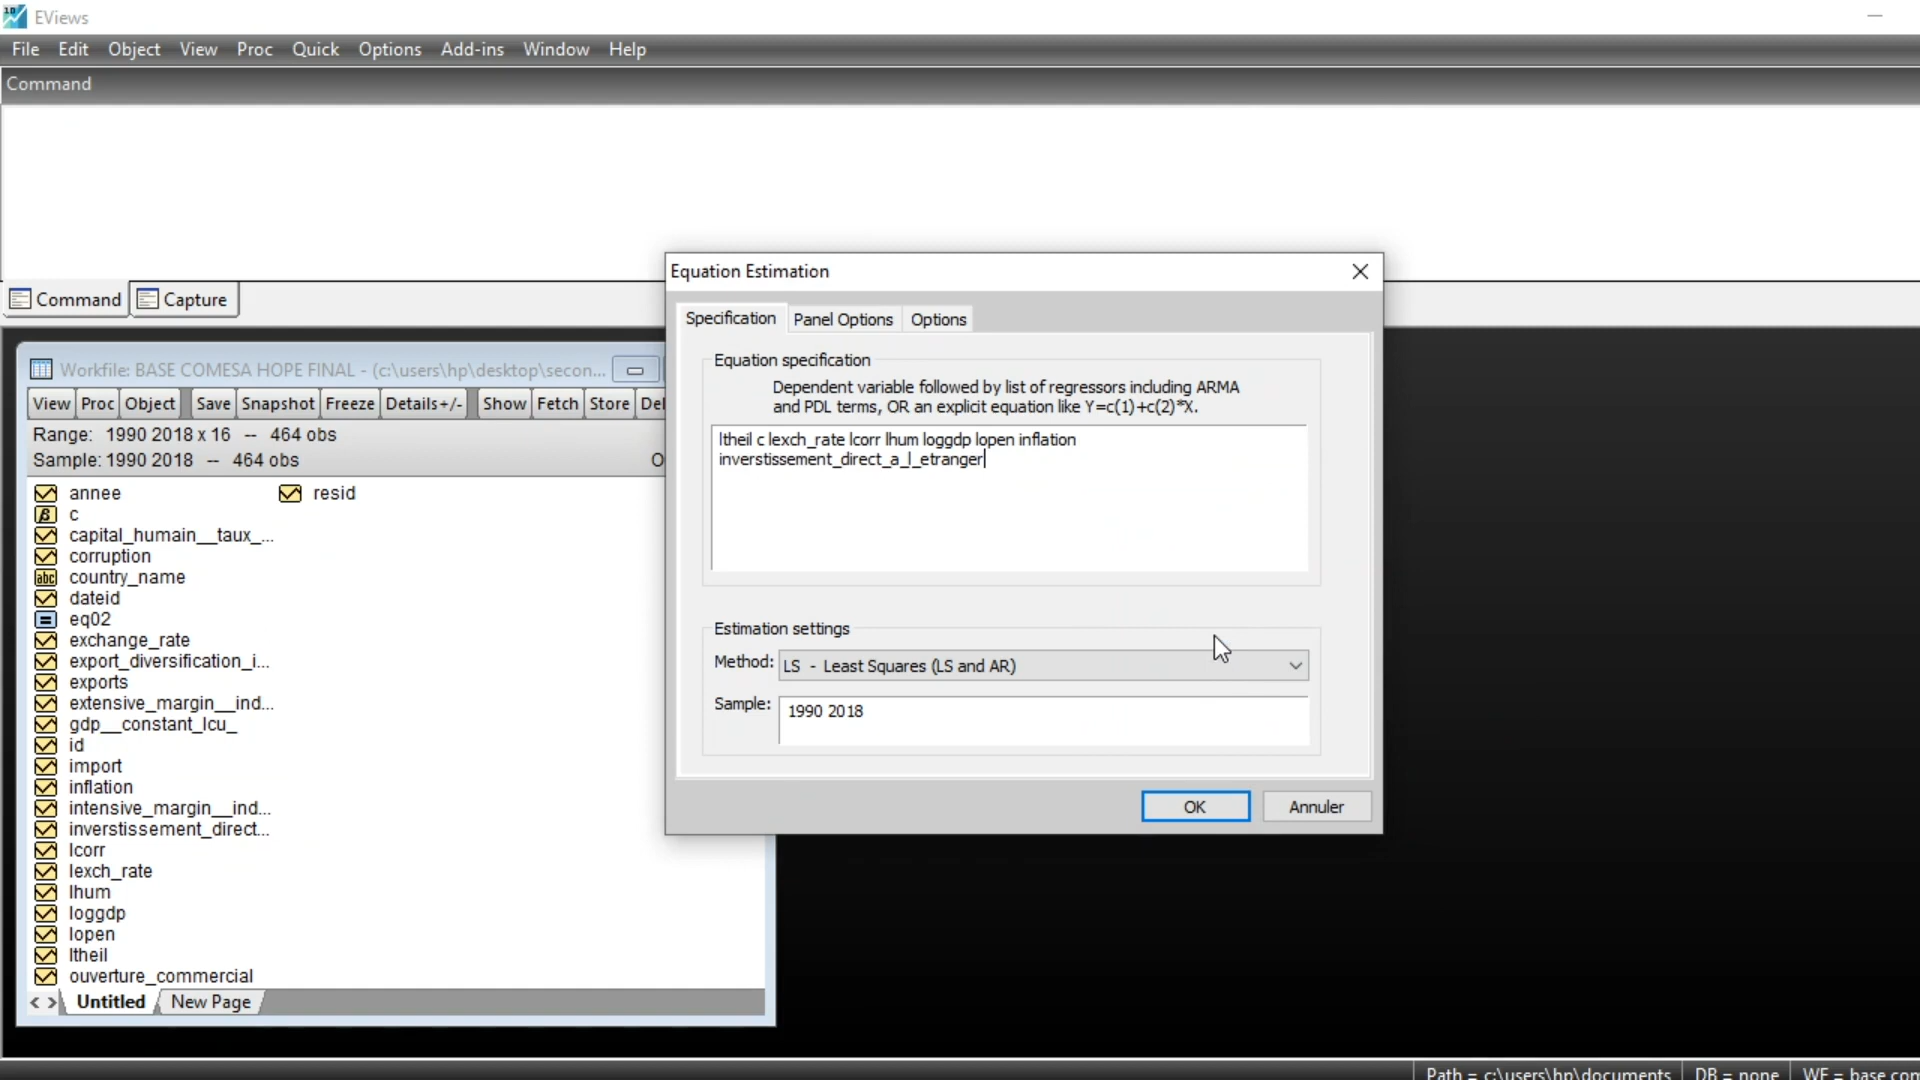 EViews
File Edit Object View Proc Quick Options Add-ins Window Help
Command
Command Capture
Workfile: BASE COMESA HOPE FINAL - (c:\users\hp\desktop\secon...
View Proc Object Save Snapshot Freeze Details+/- Show Fetch Store Del
Range: 1990 2018 x 16 -- 464 obs
Sample: 1990 2018 -- 464 obs
annee
c
capital_humain__taux_...
corruption
country_name
dateid
eq02
exchange_rate
export_diversification_i...
exports
extensive_margin__ind...
gdp__constant_lcu_
id
import
inflation
intensive_margin__ind...
inverstissement_direct...
lcorr
lexch_rate
lhum
loggdp
lopen
ltheil
ouverture_commercial
resid
Untitled New Page
Equation Estimation
Specification Panel Options Options
Equation specification
Dependent variable followed by list of regressors including ARMA
and PDL terms, OR an explicit equation like Y=c(1)+c(2)*X.
ltheil c lexch_rate lcorr lhum loggdp lopen inflation
inverstissement_direct_a_l_etranger
Estimation settings
Method: LS - Least Squares (LS and AR)
Sample: 1990 2018
OK Annuler
Path = c:\users\hp\documents DB = none WF = base com